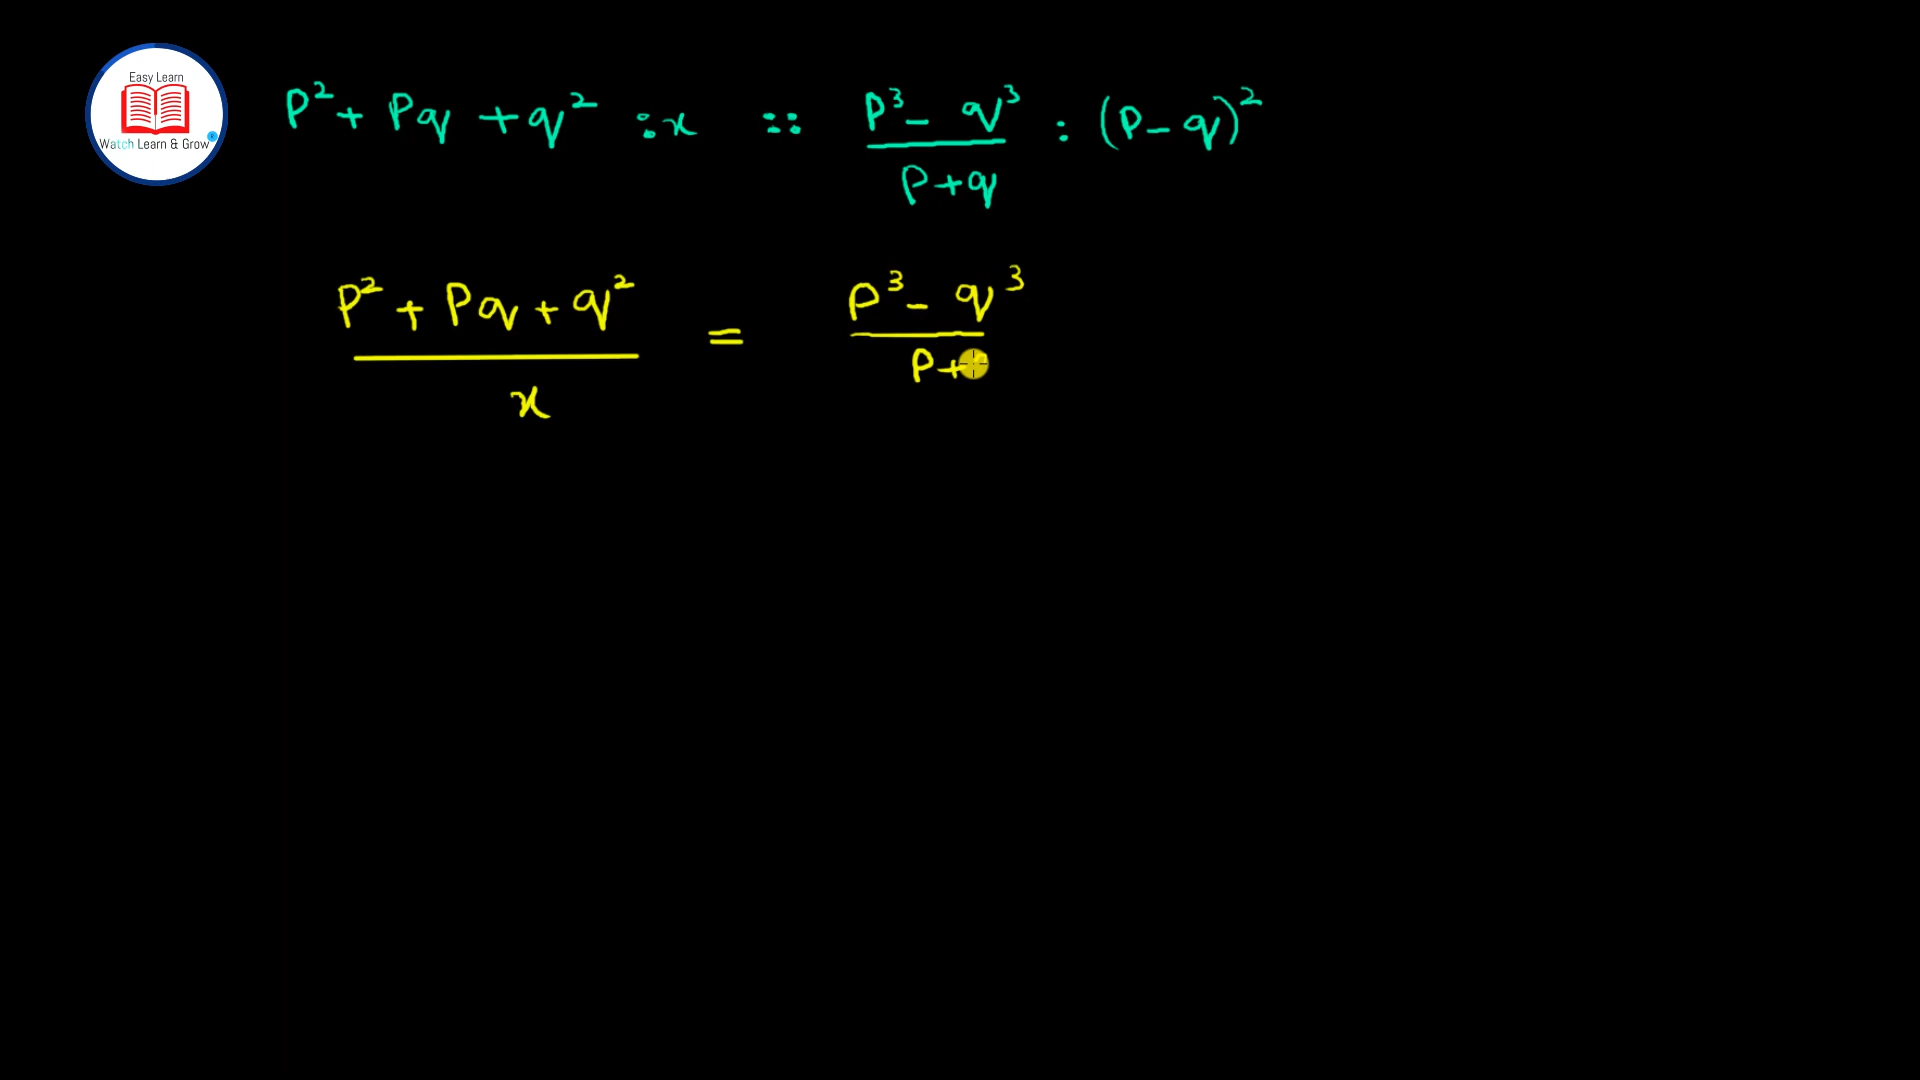 Easy Learn
Watch Learn & Grow
P² + Pq + q² : x :: (P³ - q³)/(P + q) : (P - q)²
(P² + Pq + q²)/x = (P³ - q³)/(P +